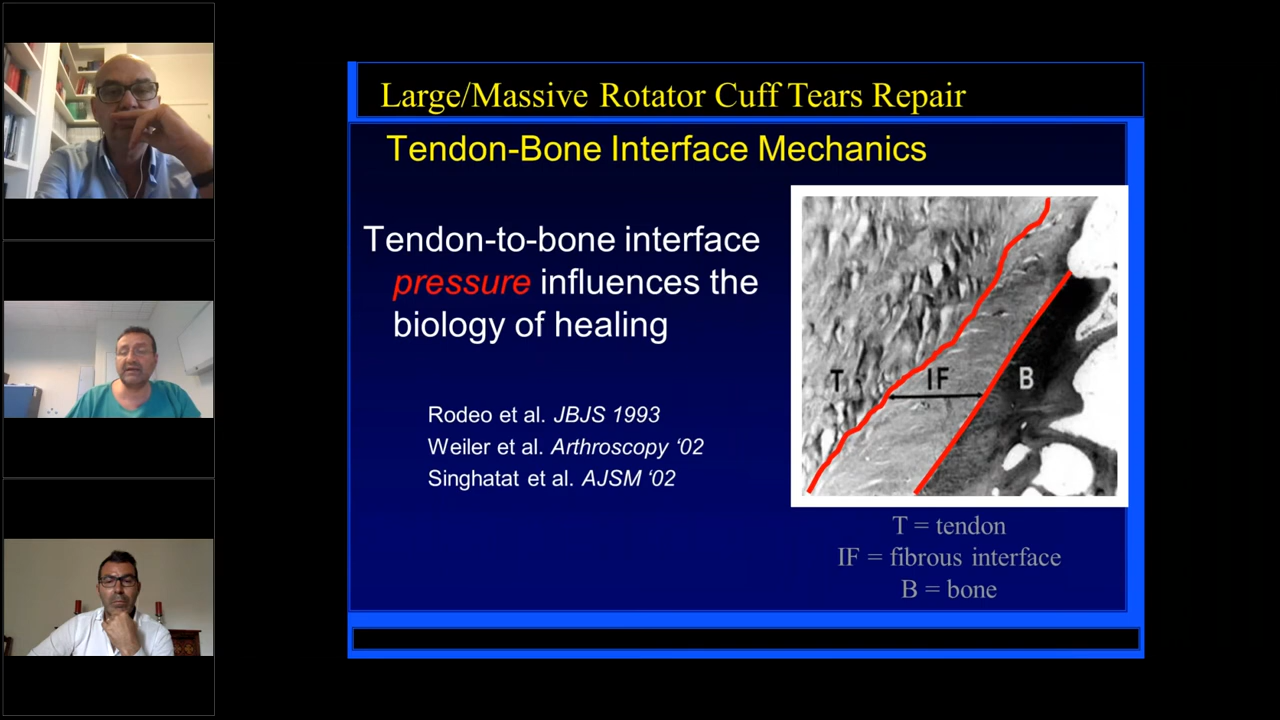 Large/Massive Rotator Cuff Tears Repair
Tendon-Bone Interface Mechanics
Tendon-to-bone interface
pressure influences the
biology of healing
Rodeo et al. JBJS 1993
Weiler et al. Arthroscopy ‘02
Singhatat et al. AJSM ‘02
T IF B
T = tendon
IF = fibrous interface
B = bone